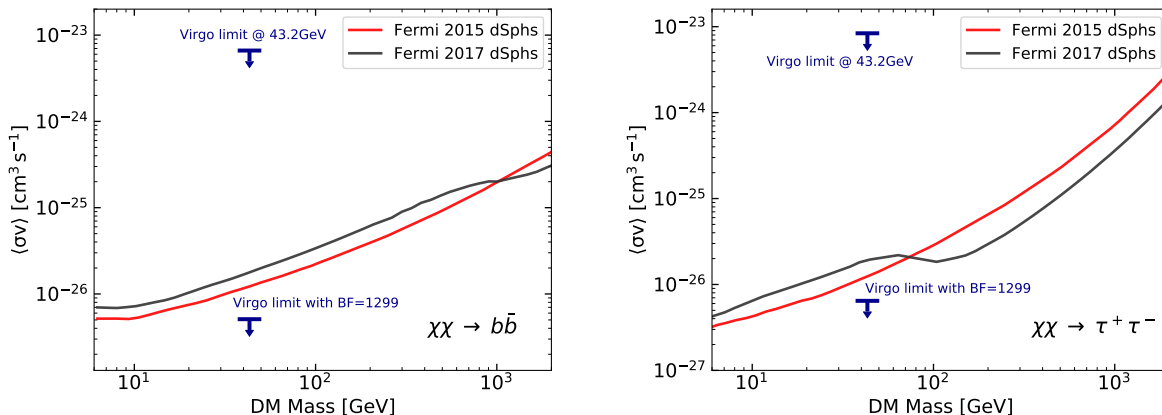 10⁻²³
10⁻²⁴
10⁻²⁵
10⁻²⁶
⟨σv⟩ [cm³ s⁻¹]
Virgo limit @ 43.2GeV
Fermi 2015 dSphs
Fermi 2017 dSphs
Virgo limit with BF=1299
χχ → bb̄
10¹
10²
10³
DM Mass [GeV]
10⁻²³
10⁻²⁴
10⁻²⁵
10⁻²⁶
10⁻²⁷
⟨σv⟩ [cm³ s⁻¹]
Fermi 2015 dSphs
Fermi 2017 dSphs
Virgo limit @ 43.2GeV
Virgo limit with BF=1299
χχ → τ⁺τ⁻
10¹
10²
10³
DM Mass [GeV]